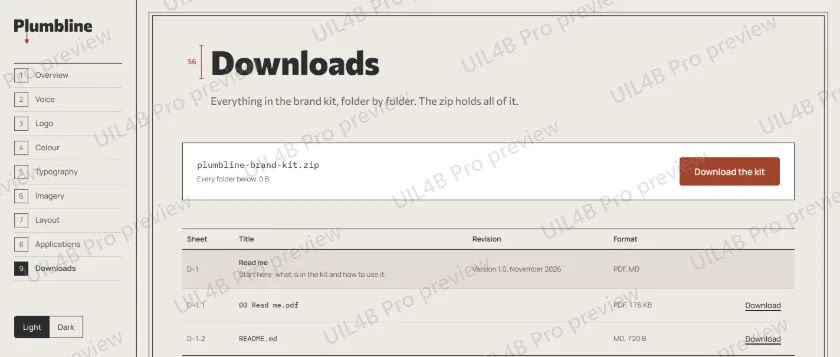 Plumbline
1 Overview
2 Voice
3 Logo
4 Colour
5 Typography
6 Imagery
7 Layout
8 Applications
9 Downloads
Light Dark
56
Downloads
Everything in the brand kit, folder by folder. The zip holds all of it.
plumbline-brand-kit.zip
Every folder below. 0 B
Download the kit
Sheet Title Revision Format
D-1 Read me Version 1.0, November 2026 PDF, MD
Start here: what is in the kit and how to use it.
D-1.1 00 Read me.pdf PDF, 176 KB Download
D-1.2 README.md MD, 720 B Download
UIL4B Pro preview